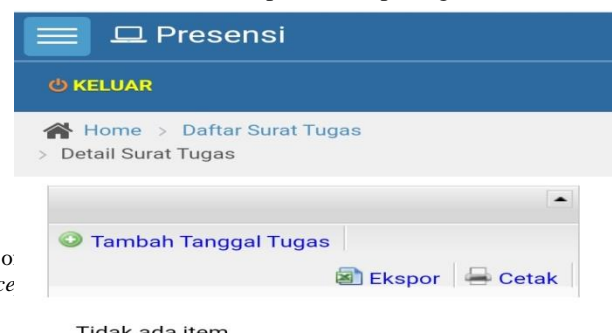 Presensi
KELUAR
Home > Daftar Surat Tugas
> Detail Surat Tugas
Tambah Tanggal Tugas
Ekspor Cetak
Tidak ada item